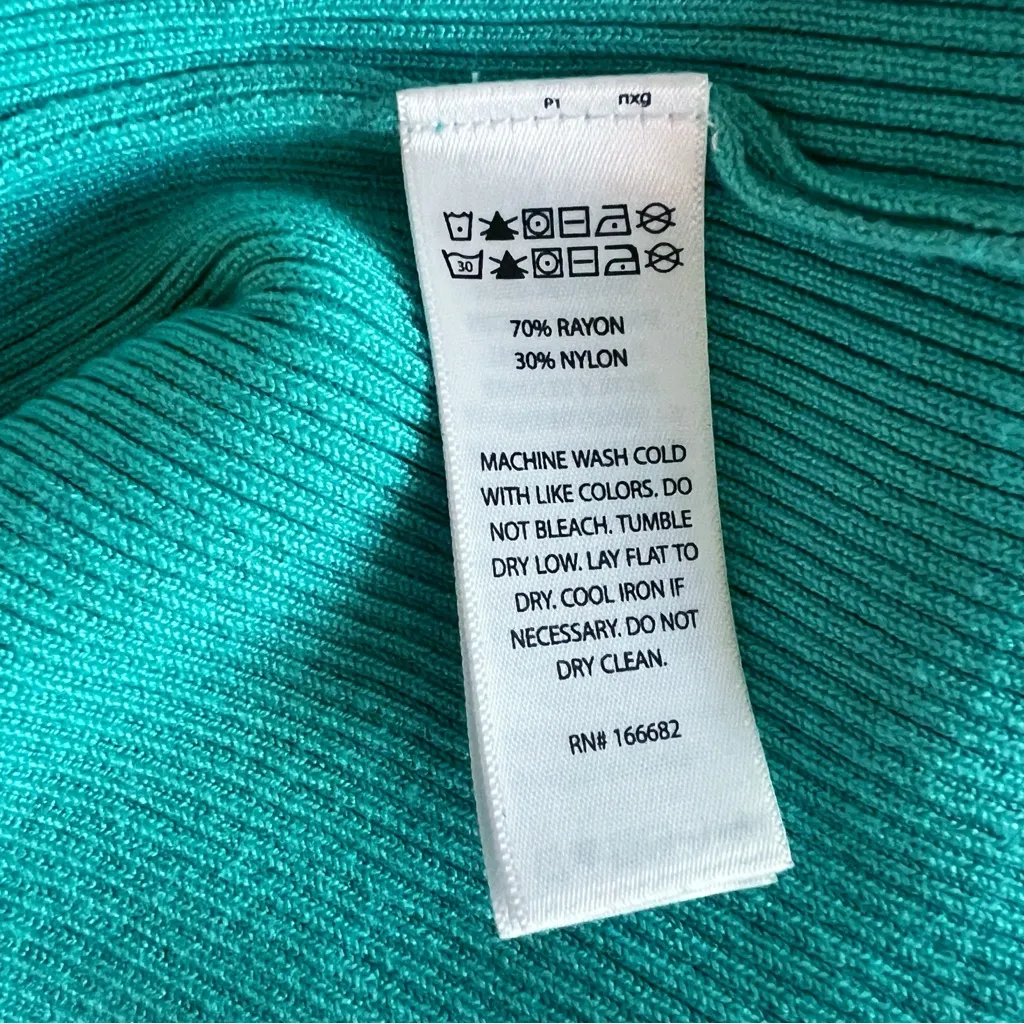 P1 nxg
30
70% RAYON
30% NYLON
MACHINE WASH COLD
WITH LIKE COLORS. DO
NOT BLEACH. TUMBLE
DRY LOW. LAY FLAT TO
DRY. COOL IRON IF
NECESSARY. DO NOT
DRY CLEAN.
RN# 166682